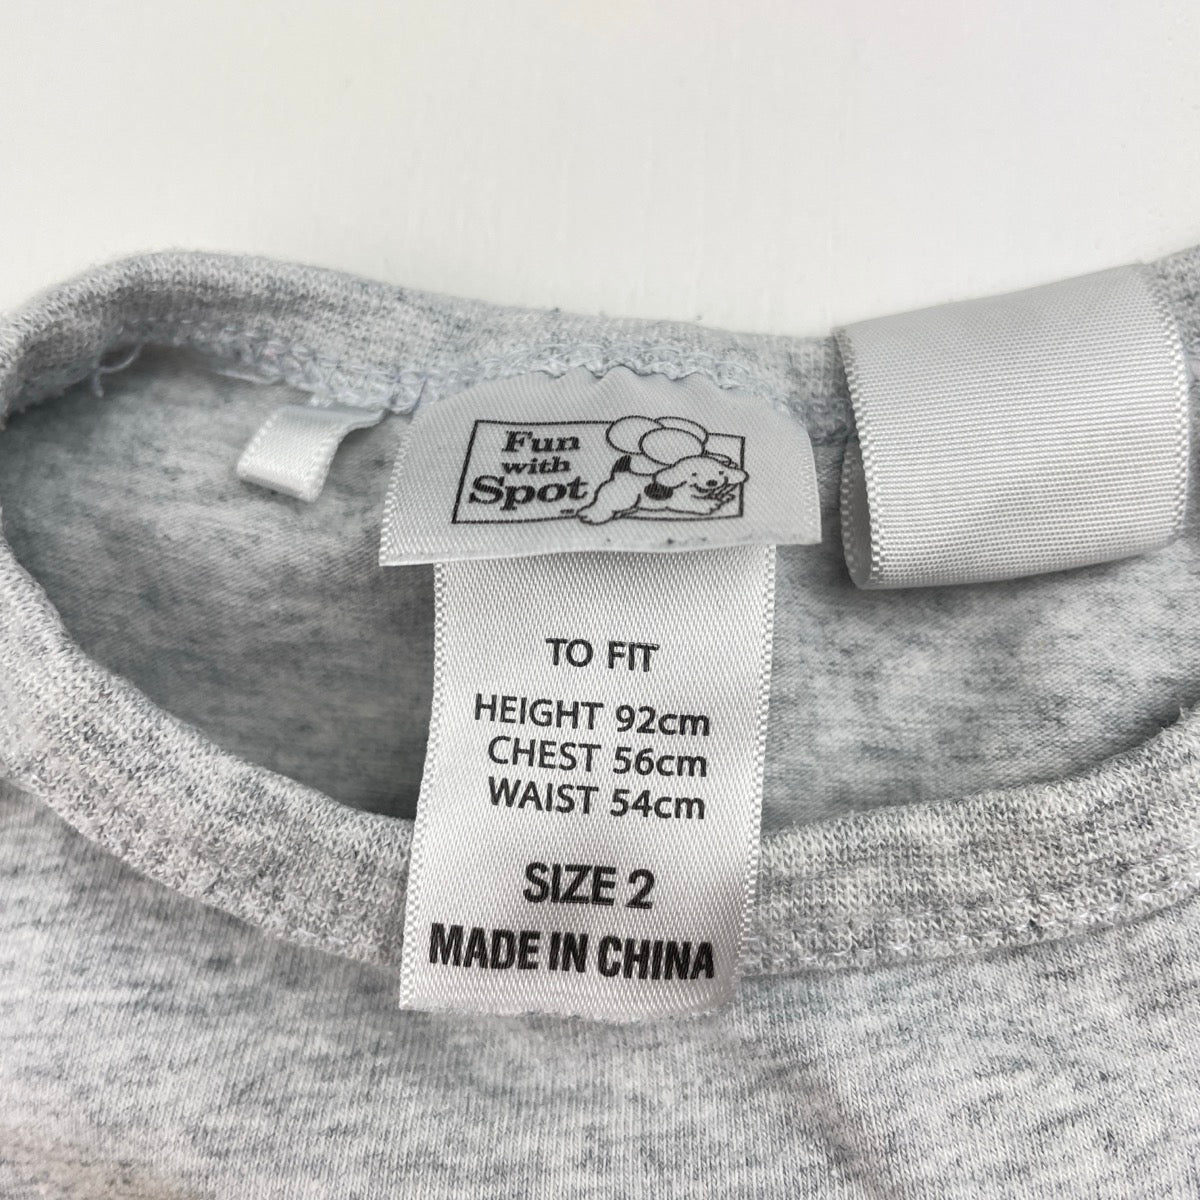 Fun
with
Spot
TO FIT
HEIGHT 92cm
CHEST 56cm
WAIST 54cm
SIZE 2
MADE IN CHINA